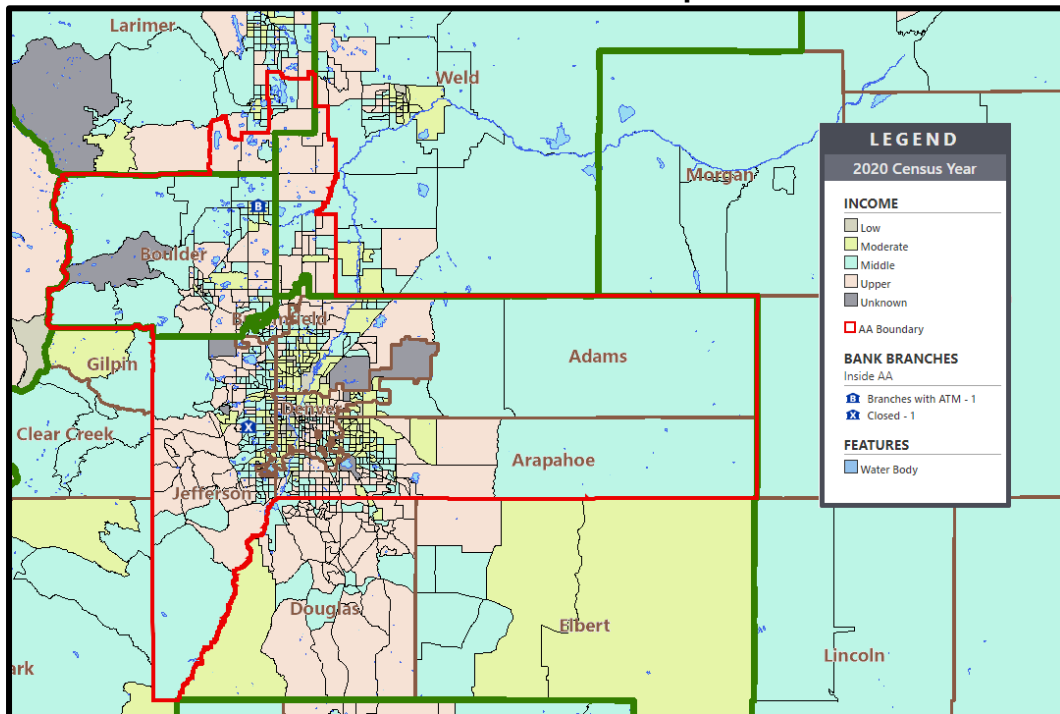 Larimer
Weld
Morgan
Boulder
Gilpin
Adams
Clear Creek
Arapahoe
Jefferson
Douglas
Elbert
Lincoln
ark
LEGEND
2020 Census Year
INCOME
Low
Moderate
Middle
Upper
Unknown
AA Boundary
BANK BRANCHES
Inside AA
B Branches with ATM - 1
X Closed - 1
FEATURES
Water Body
B
X
Denver